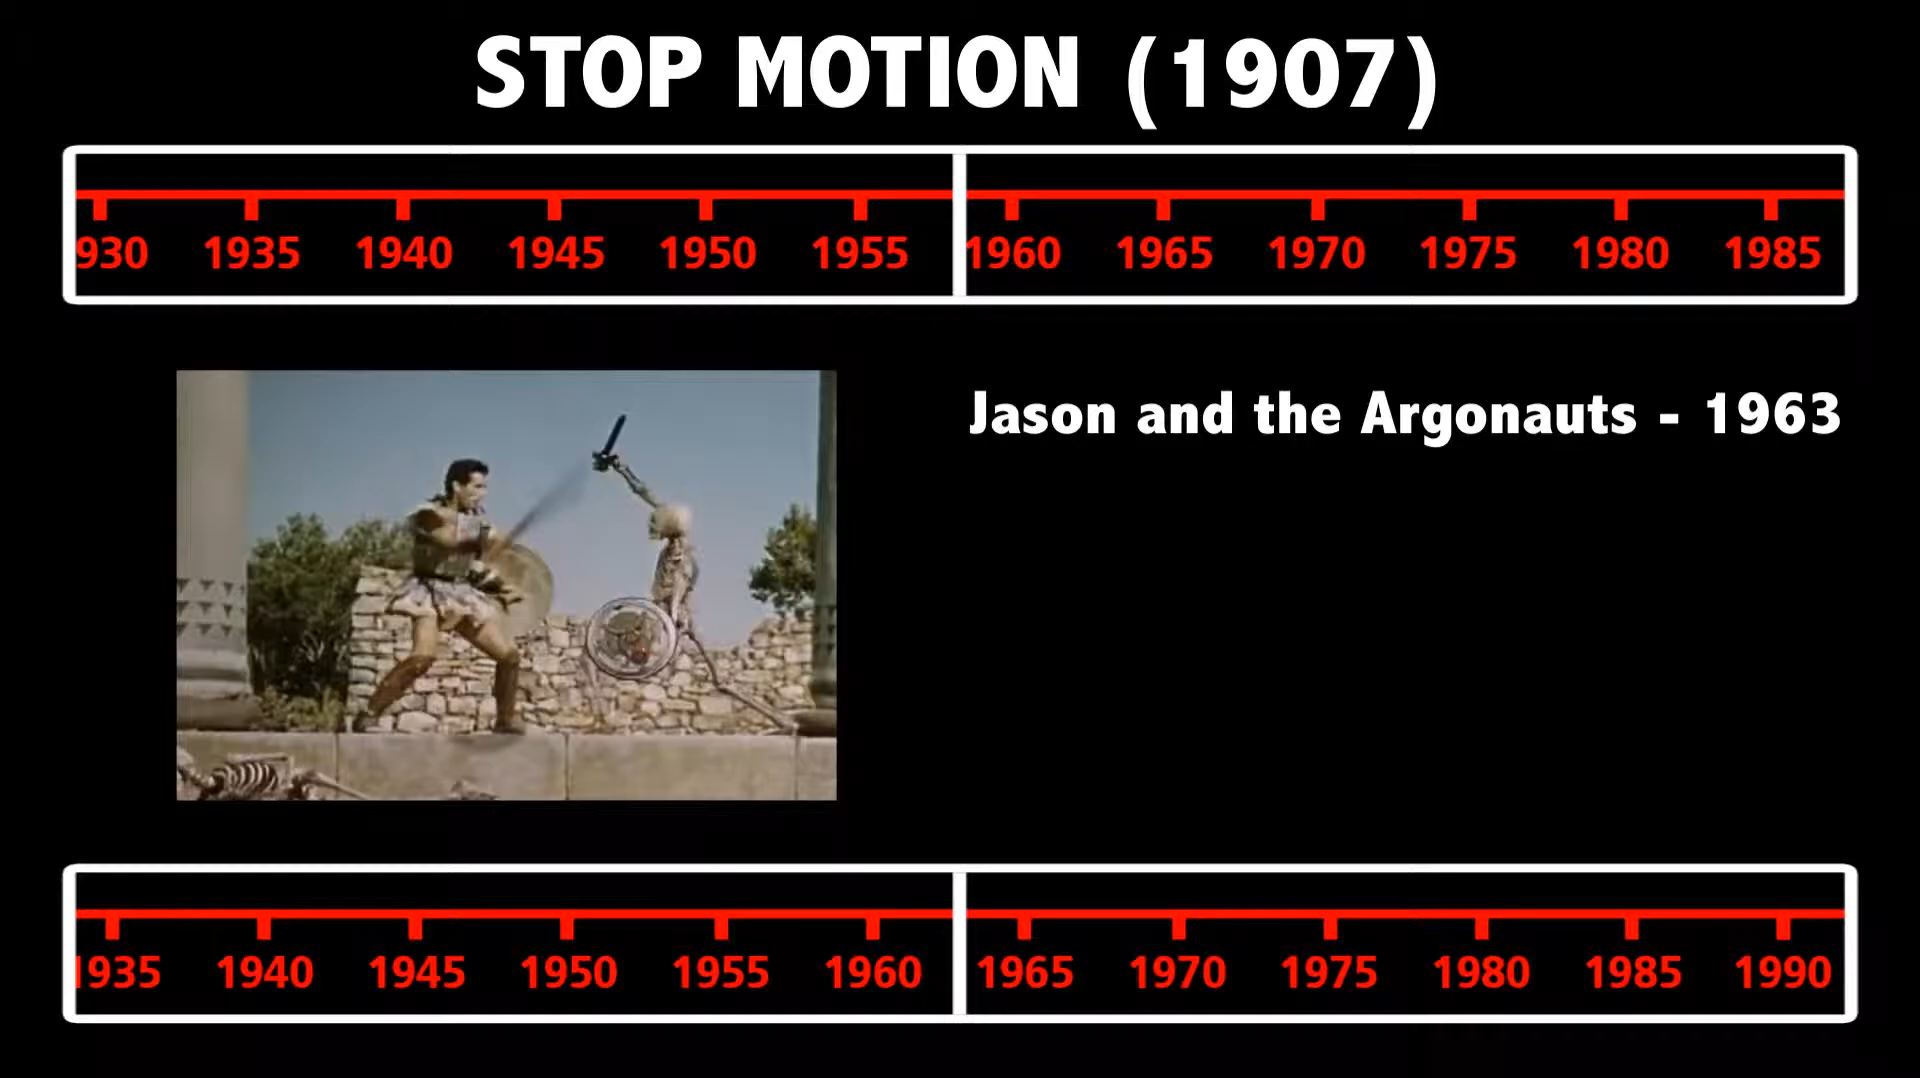 STOP MOTION (1907)
930 1935 1940 1945 1950 1955 1960 1965 1970 1975 1980 1985
Jason and the Argonauts - 1963
1935 1940 1945 1950 1955 1960 1965 1970 1975 1980 1985 1990